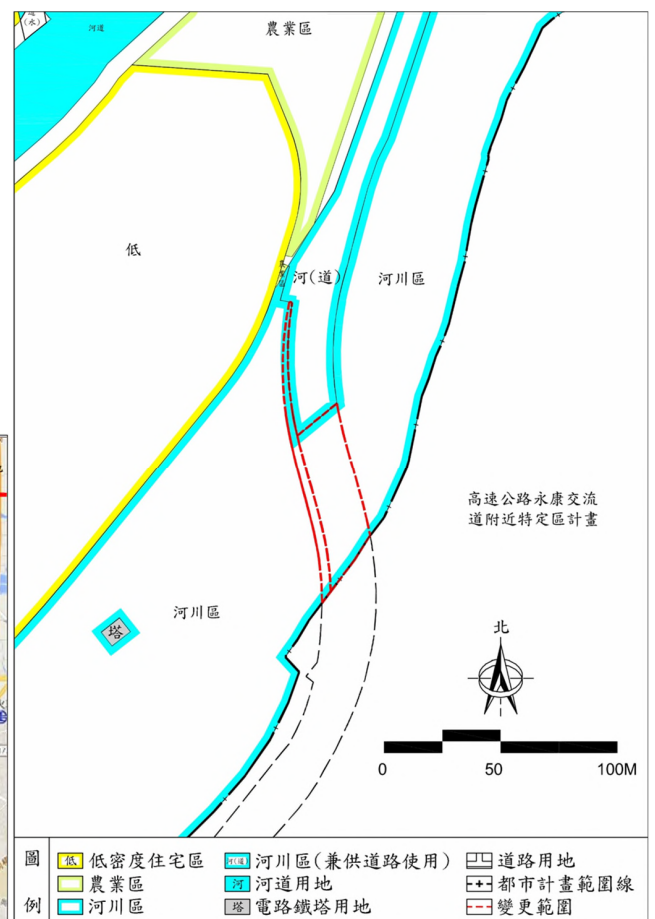 (水)
河道
農業區
低
河(道)
河川區
高速公路永康交流
道附近特定區計畫
河川區
塔
北
0 50 100M
圖例
低 低密度住宅區
農業區
河川區
河(道) 河川區(兼供道路使用)
河 河道用地
塔 電路鐵塔用地
道路用地
都市計畫範圍線
變更範圍